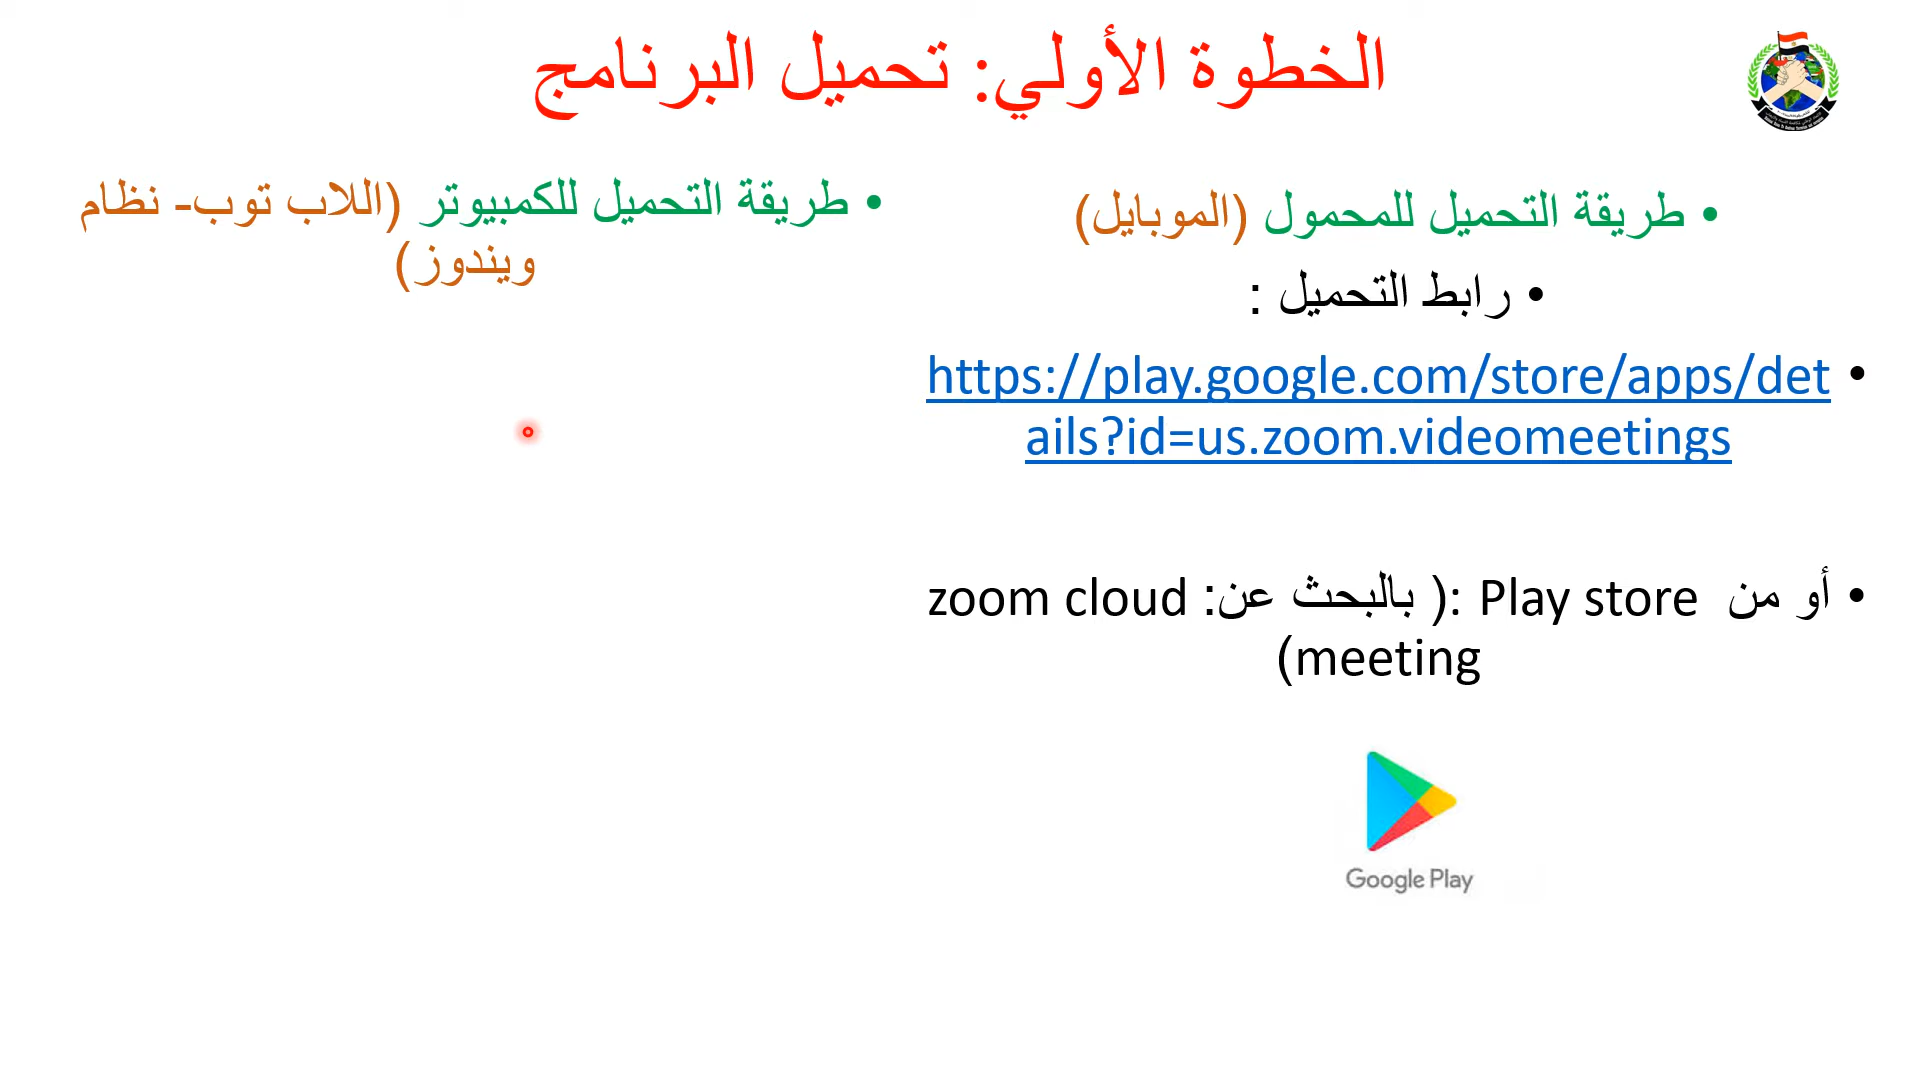 الخطوة الأولي: تحميل البرنامج
• طريقة التحميل للمحمول (الموبايل)
• رابط التحميل :
• https://play.google.com/store/apps/det
ails?id=us.zoom.videomeetings
• أو من Play store :( بالبحث عن: zoom cloud
meeting)
Google Play
• طريقة التحميل للكمبيوتر (اللاب توب- نظام
ويندوز)